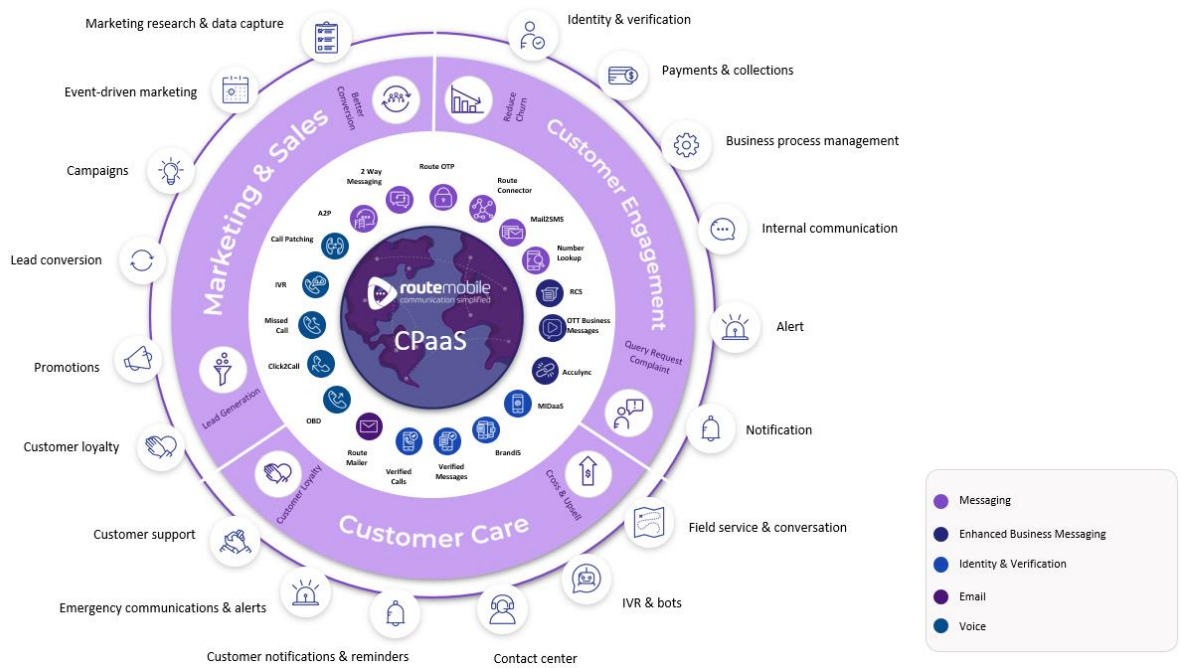 Marketing research & data capture
Identity & verification
Event-driven marketing
Payments & collections
Campaigns
Business process management
Lead conversion
Internal communication
Promotions
Alert
Customer loyalty
Notification
Customer support
Field service & conversation
Emergency communications & alerts
IVR & bots
Customer notifications & reminders
Contact center
Marketing & Sales
Better
Conversion
Lead Generation
Customer Engagement
Reduce
Churn
Query Request
Complaint
Customer Care
Customer Loyalty
Cross & Upsell
Route OTP
Route
Connector
Mail2SMS
Number
Lookup
RCS
OTT Business
Messages
Acculync
MIDaaS
BrandiS
Verified
Messages
Verified
Calls
Route
Mailer
OBD
Click2Call
Missed
Call
IVR
Call Patching
A2P
2 Way
Messaging
routemobile
communication simplified
CPaaS
Messaging
Enhanced Business Messaging
Identity & Verification
Email
Voice